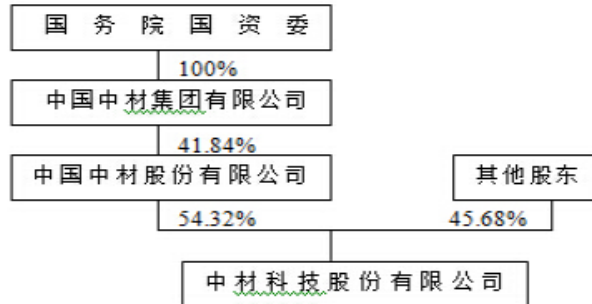 国务院国资委
100%
中国中材集团有限公司
41.84%
中国中材股份有限公司
其他股东
54.32%
45.68%
中材科技股份有限公司